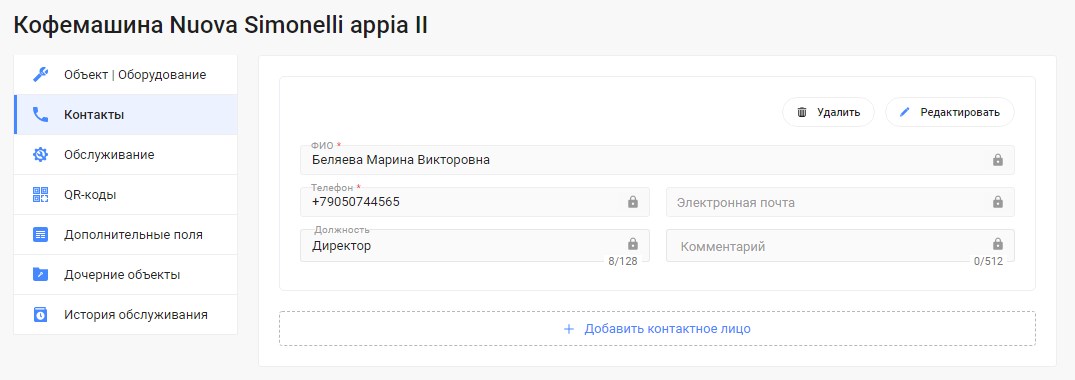 Кофемашина Nuova Simonelli appia II
Объект | Оборудование
Контакты
Обслуживание
QR-коды
Дополнительные поля
Дочерние объекты
История обслуживания
Удалить
Редактировать
ФИО *
Беляева Марина Викторовна
Телефон *
+79050744565
Электронная почта
Должность
Директор
8/128
Комментарий
0/512
+ Добавить контактное лицо